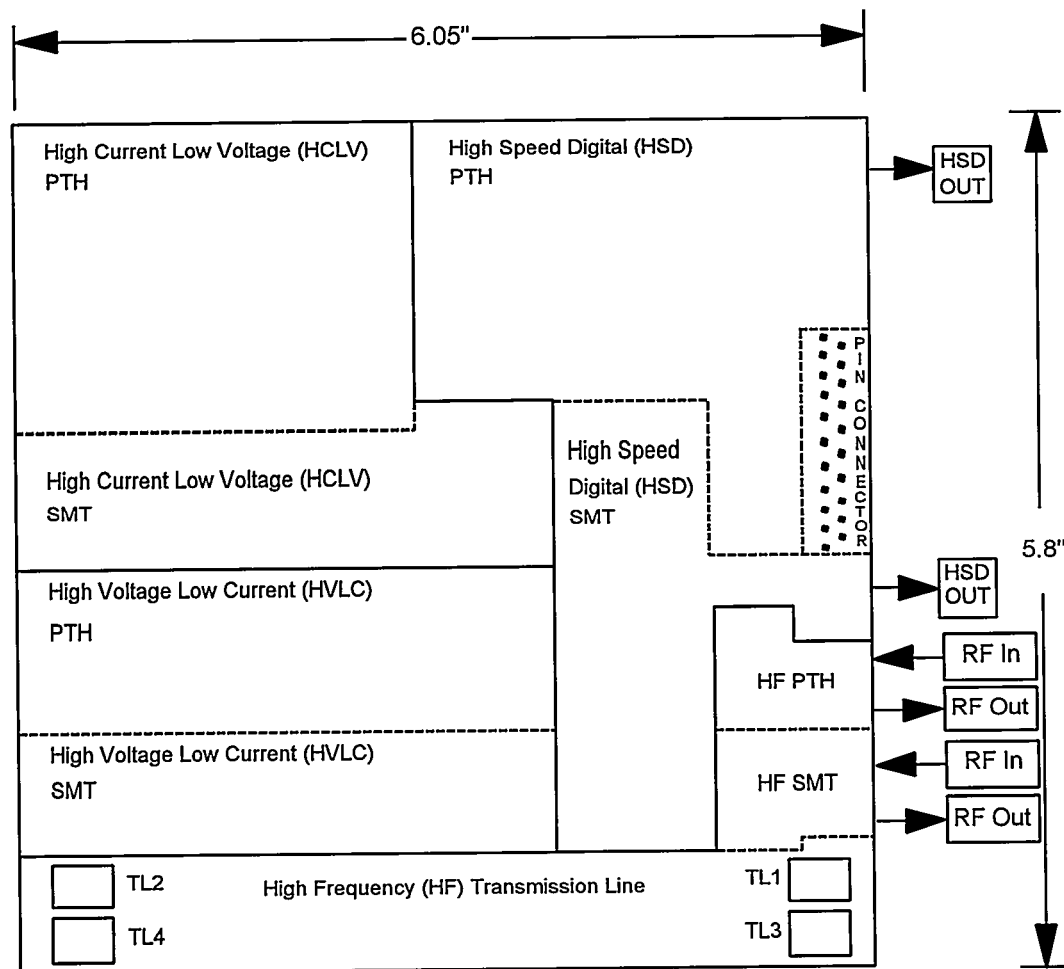 6.05"
High Current Low Voltage (HCLV)
PTH
High Speed Digital (HSD)
PTH
HSD
OUT
PIN CONNECTOR
High Current Low Voltage (HCLV)
SMT
High Speed
Digital (HSD)
SMT
5.8"
High Voltage Low Current (HVLC)
PTH
HSD
OUT
RF In
HF PTH
RF Out
High Voltage Low Current (HVLC)
SMT
RF In
HF SMT
RF Out
TL2
High Frequency (HF) Transmission Line
TL1
TL4
TL3